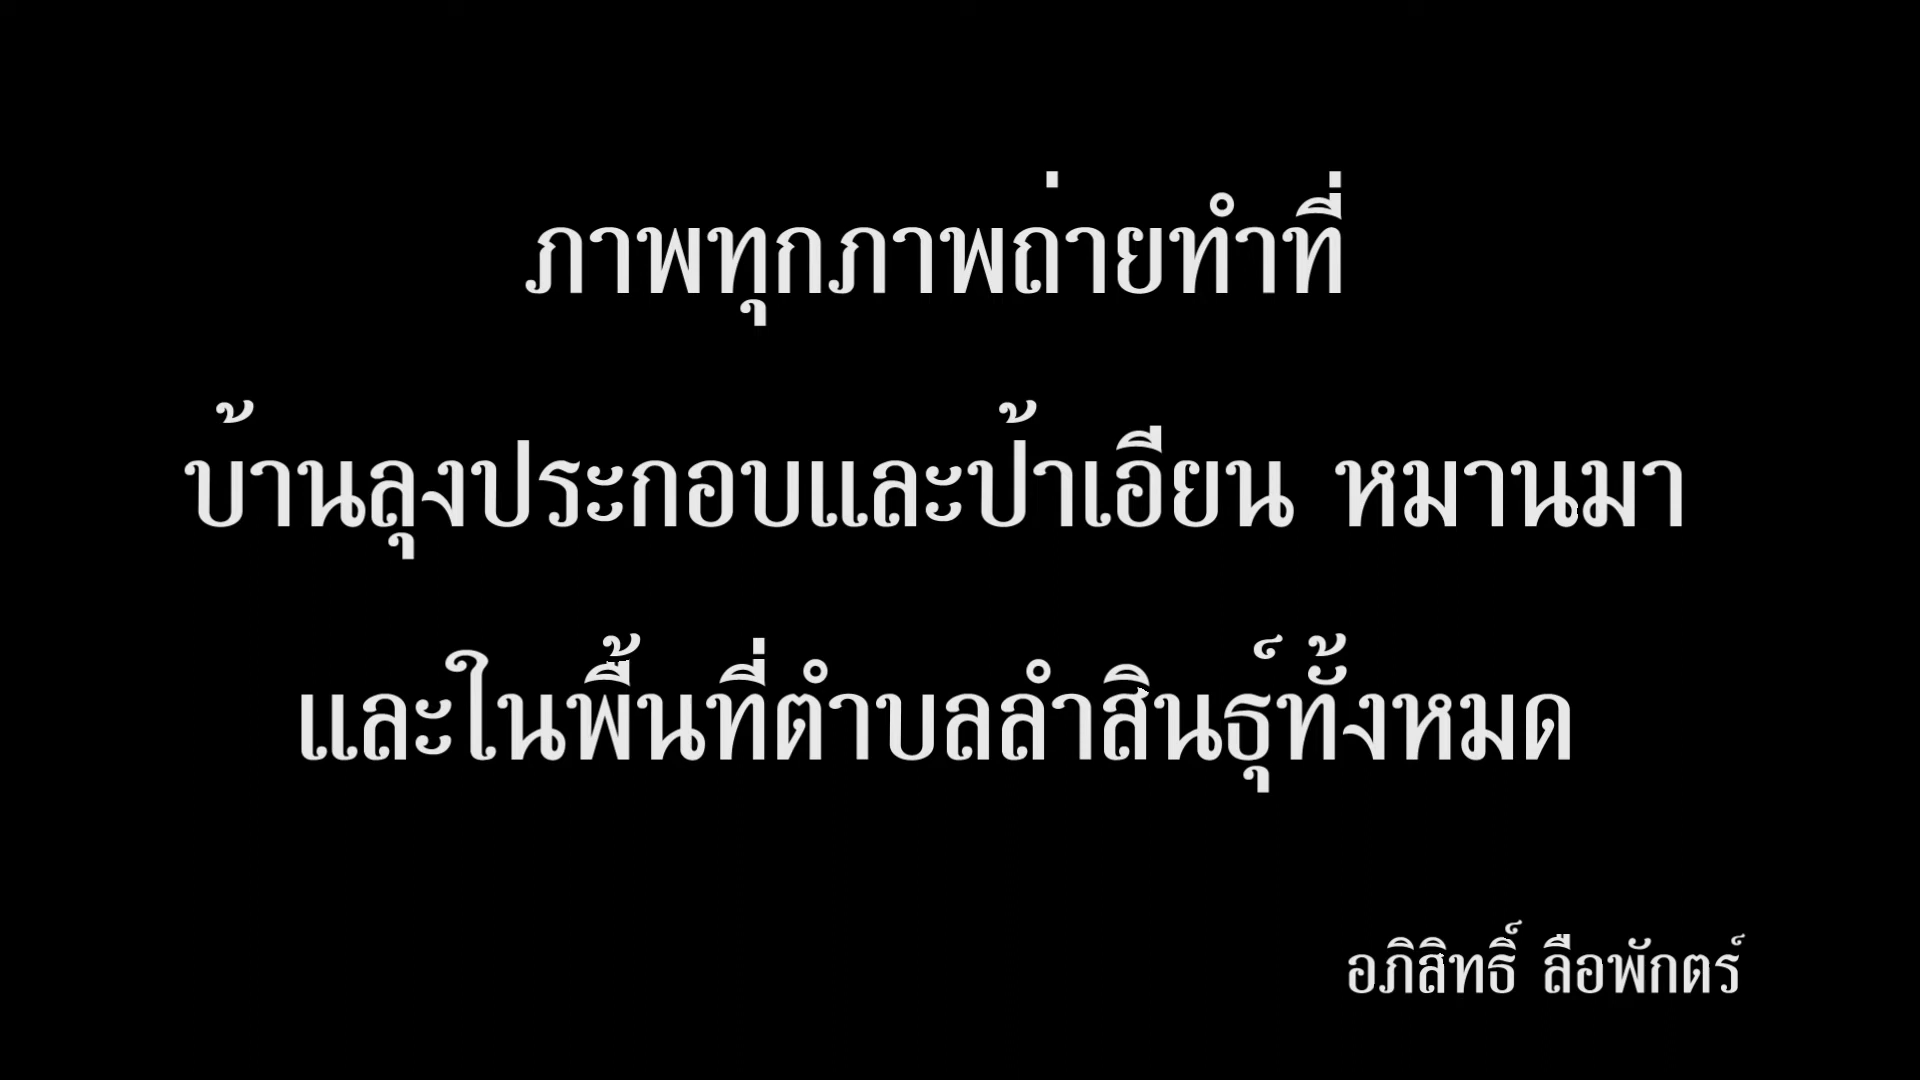 ภาพทุกภาพถ่ายทำที่
บ้านลุงประกอบและป้าเอียน หมานมา
และในพื้นที่ตำบลลำสินธุ์ทั้งหมด
อภิสิทธิ์ ลือพักตร์